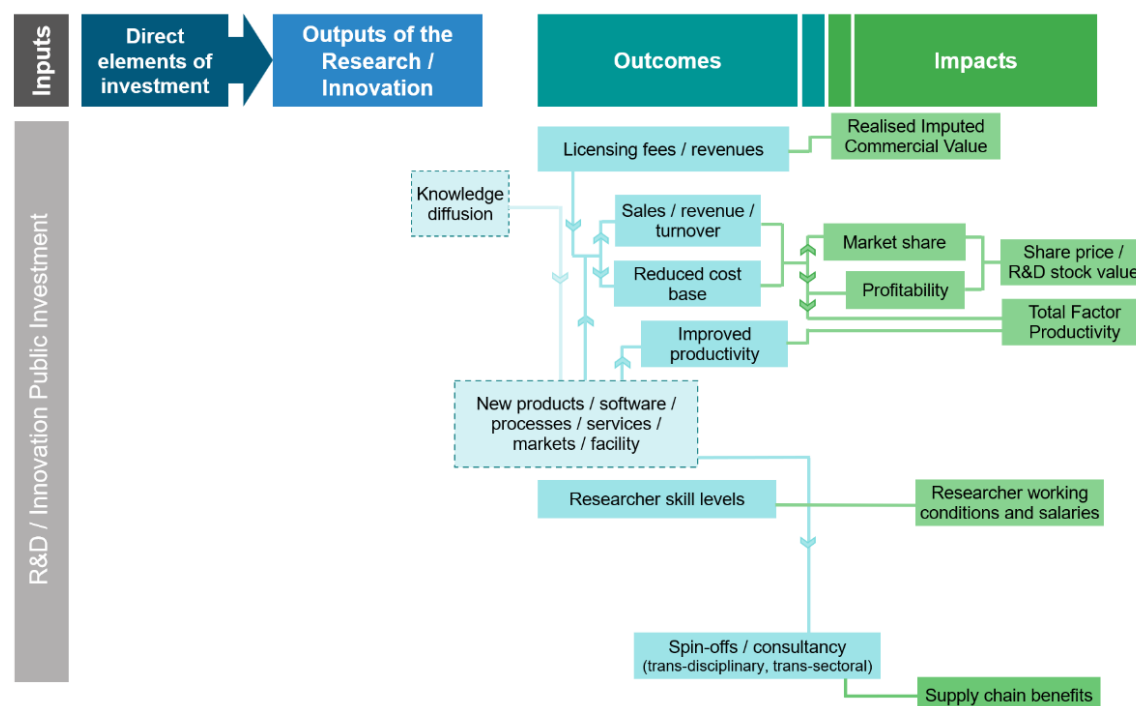 Inputs
Direct
elements of
investment
Outputs of the
Research /
Innovation
Outcomes
Impacts
R&D / Innovation Public Investment
Licensing fees / revenues
Realised Imputed
Commercial Value
Knowledge
diffusion
Sales / revenue /
turnover
Market share
Share price /
R&D stock value
Reduced cost
base
Profitability
Total Factor
Productivity
Improved
productivity
New products / software /
processes / services /
markets / facility
Researcher skill levels
Researcher working
conditions and salaries
Spin-offs / consultancy
(trans-disciplinary, trans-sectoral)
Supply chain benefits